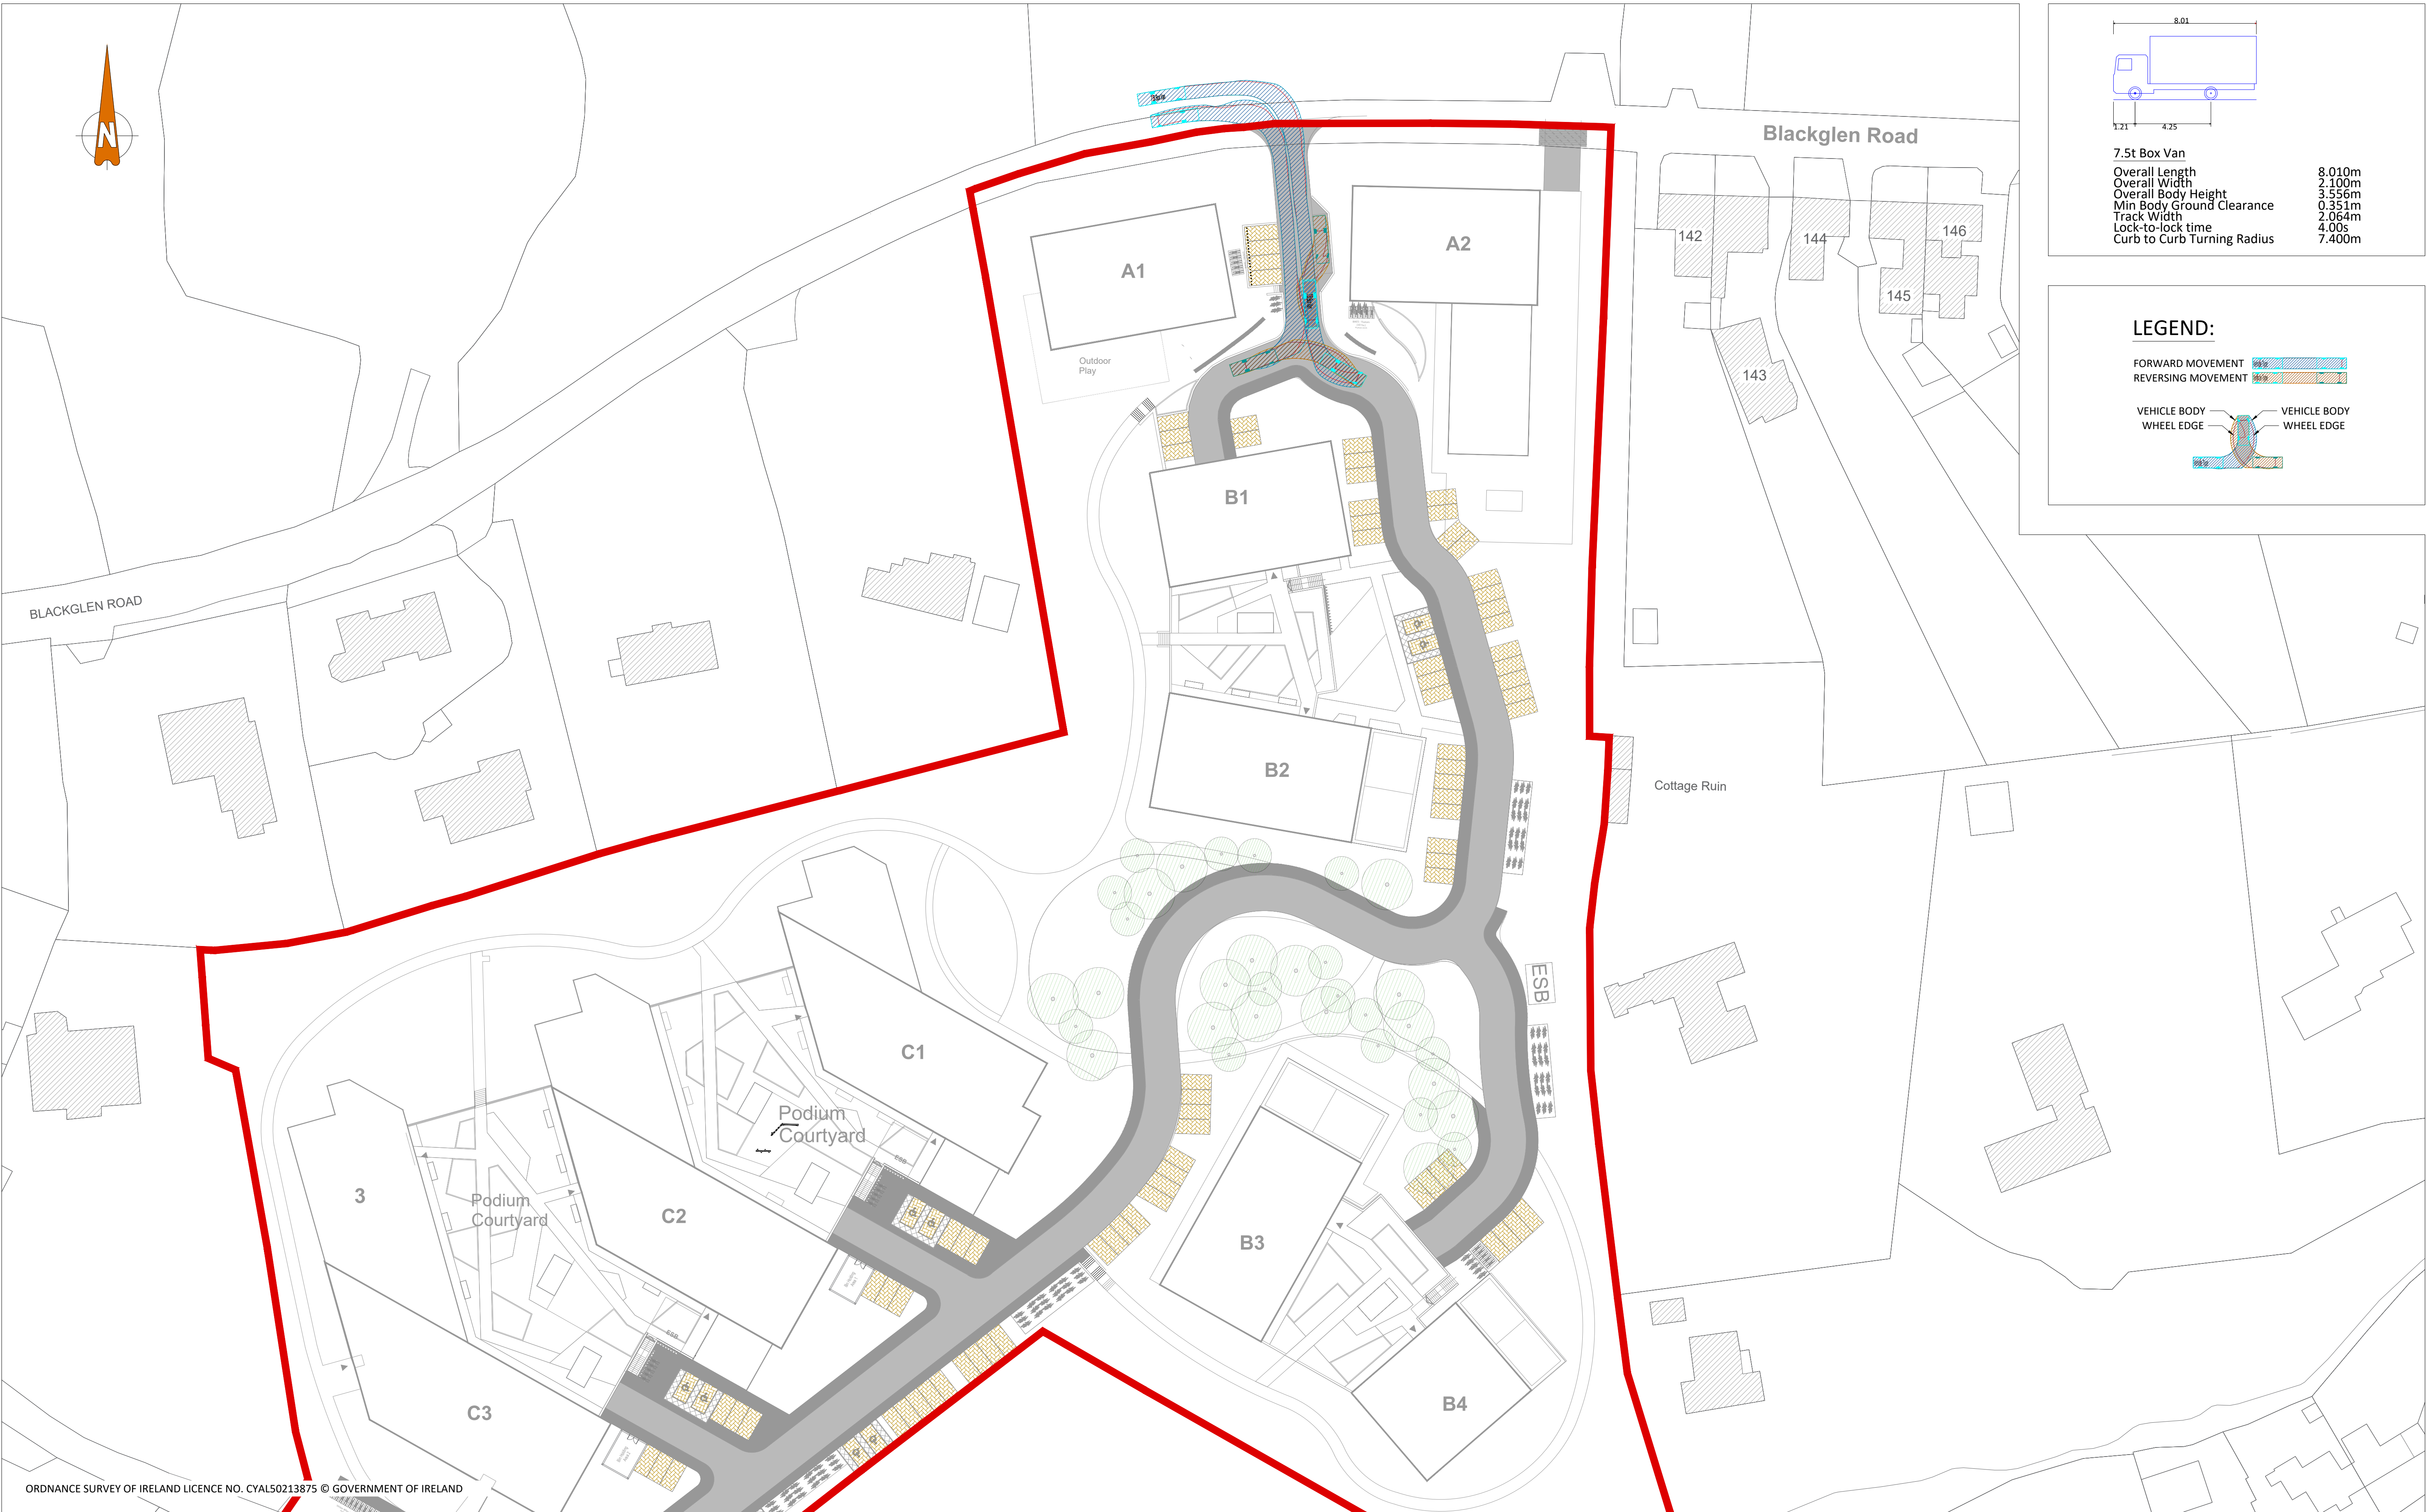 N
8.01
1.21
4.25
7.5t Box Van
Overall Length 8.010m
Overall Width 2.100m
Overall Body Height 3.556m
Min Body Ground Clearance 0.351m
Track Width 2.064m
Lock-to-lock time 4.00s
Curb to Curb Turning Radius 7.400m
LEGEND:
FORWARD MOVEMENT
REVERSING MOVEMENT
VEHICLE BODY
VEHICLE BODY
WHEEL EDGE
WHEEL EDGE
Blackglen Road
BLACKGLEN ROAD
142
144
146
145
143
A1
A2
Outdoor
Play
B1
B2
Cottage Ruin
ESB
C1
Podium
Courtyard
ESB
C2
3
Podium
Courtyard
ESB
C3
B3
B4
ORDNANCE SURVEY OF IRELAND LICENCE NO. CYAL50213875 © GOVERNMENT OF IRELAND